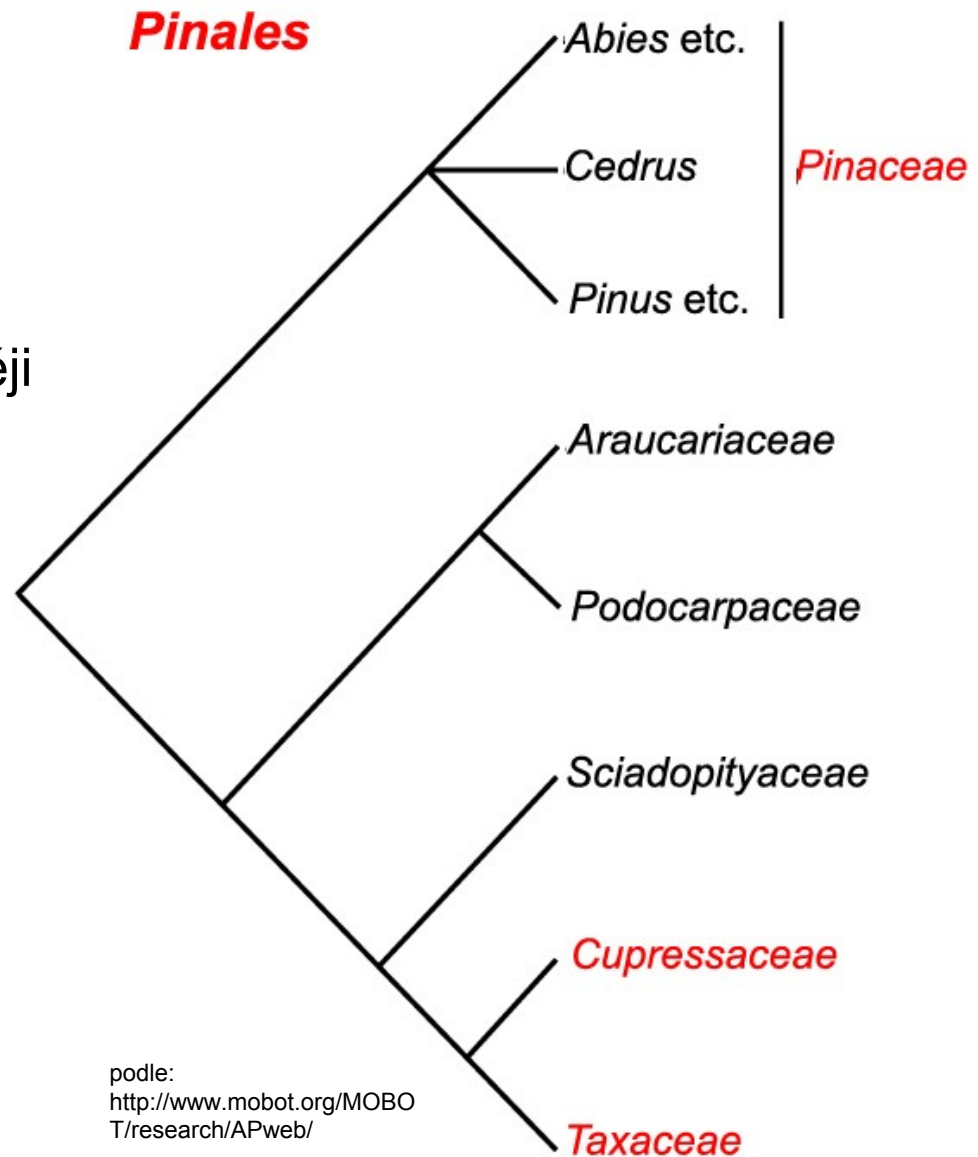 Pinales
Abies etc.
Cedrus
Pinaceae
Pinus etc.
ěji
Araucariaceae
Podocarpaceae
Sciadopityaceae
Cupressaceae
podle:
http://www.mobot.org/MOBO
T/research/APweb/
Taxaceae